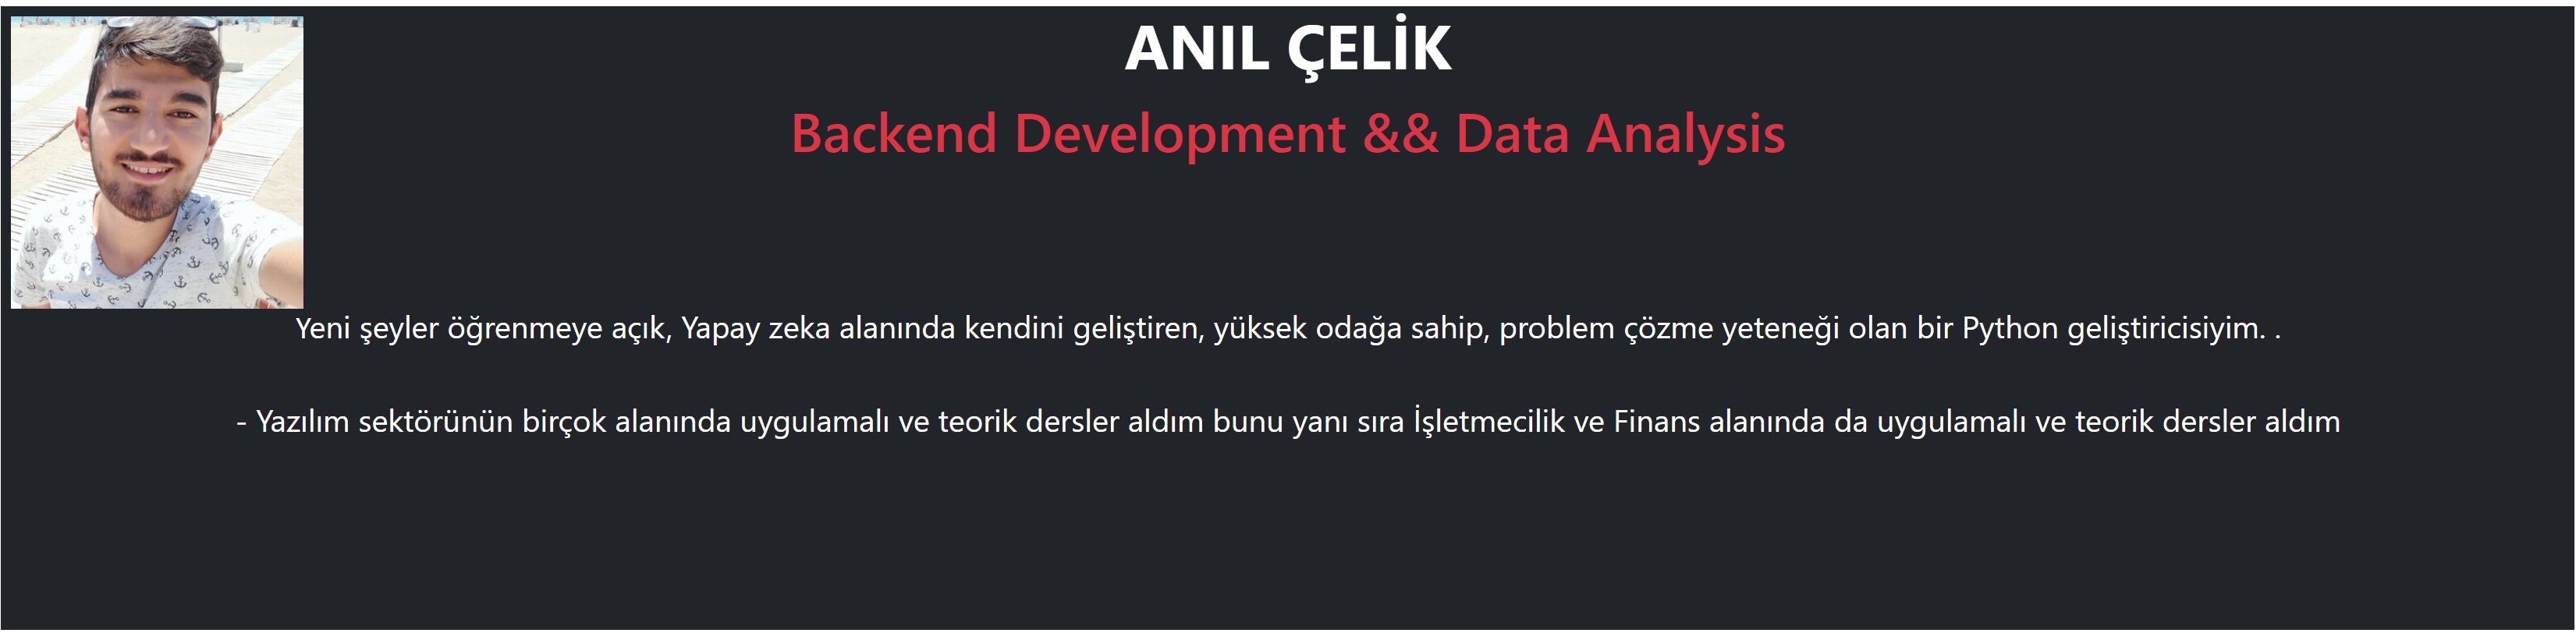 ANIL ÇELİK
Backend Development && Data Analysis
Yeni şeyler öğrenmeye açık, Yapay zeka alanında kendini geliştiren, yüksek odağa sahip, problem çözme yeteneği olan bir Python geliştiricisiyim. .
- Yazılım sektörünün birçok alanında uygulamalı ve teorik dersler aldım bunu yanı sıra İşletmecilik ve Finans alanında da uygulamalı ve teorik dersler aldım